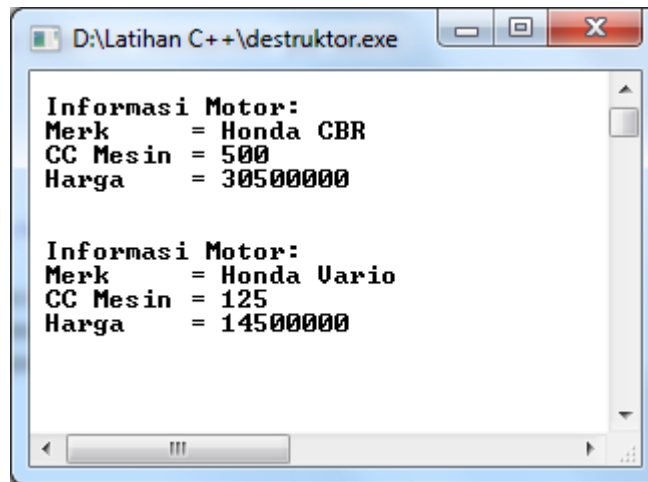 D:\Latihan C++\destruktor.exe
Informasi Motor:
Merk = Honda CBR
CC Mesin = 500
Harga = 30500000
Informasi Motor:
Merk = Honda Vario
CC Mesin = 125
Harga = 14500000